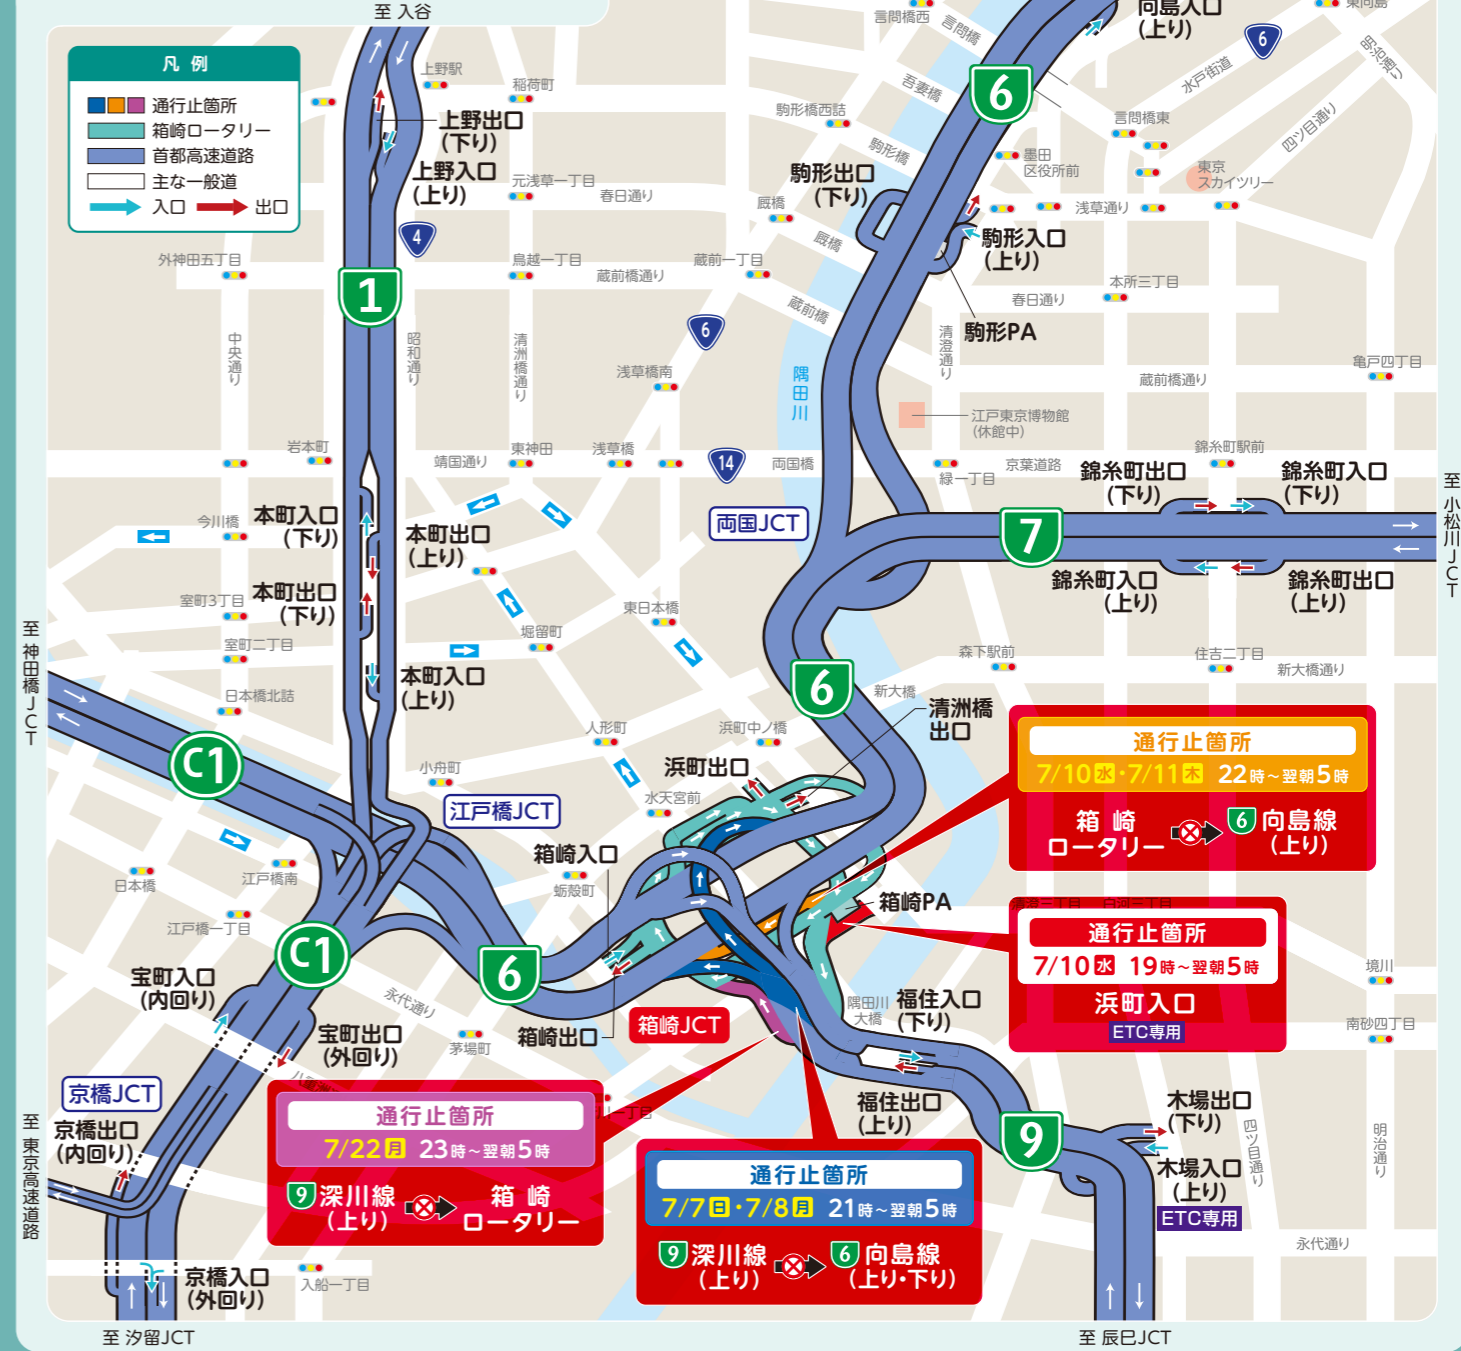 至 入谷
凡 例
通行止箇所
箱崎ロータリー
首都高速道路
主な一般道
入口
出口
上野駅
稲荷町
上野出口
(下り)
上野入口
(上り)
元浅草一丁目
春日通り
4
外神田五丁目
鳥越一丁目
蔵前橋通り
蔵前一丁目
1
中央通り
昭和通り
清洲橋通り
6
浅草橋南
言問橋西
言問橋
吾妻橋
駒形橋西詰
駒形橋
駒形出口
(下り)
厩橋
厩橋
蔵前橋
隅田川
向島入口
(上り)
東向島
6
明治通り
水戸街道
6
言問橋東
四ツ目通り
墨田
区役所前
東京
スカイツリー
浅草通り
駒形入口
(上り)
駒形PA
春日通り
本所三丁目
清澄通り
蔵前橋通り
亀戸四丁目
江戸東京博物館
(休館中)
岩本町
靖国通り
東神田
浅草橋
14
両国橋
緑一丁目
京葉道路
錦糸町駅前
錦糸町出口
(下り)
錦糸町入口
(下り)
至 小松川JCT
両国JCT
7
錦糸町入口
(上り)
錦糸町出口
(上り)
今川橋
本町入口
(下り)
本町出口
(上り)
室町3丁目
本町出口
(下り)
室町二丁目
堀留町
東日本橋
本町入口
(上り)
日本橋北詰
至 神田橋JCT
森下駅前
住吉二丁目
新大橋通り
6
新大橋
清洲橋
出口
人形町
浜町中ノ橋
浜町出口
C1
小舟町
江戸橋JCT
水天宮前
箱崎入口
蛎殻町
日本橋
江戸橋南
江戸橋一丁目
C1
6
箱崎PA
通行止箇所
7/10水・7/11木 22時~翌朝5時
箱 崎
ロータリー
6 向島線
(上り)
白河三丁目
通行止箇所
7/10水 19時~翌朝5時
浜町入口
ETC専用
境川
南砂四丁目
宝町入口
(内回り)
永代通り
宝町出口
(外回り)
茅場町
箱崎出口
箱崎JCT
隅田川
大橋
福住入口
(下り)
福住出口
(上り)
京橋JCT
京橋出口
(内回り)
至 東京高速道路
通行止箇所
7/22月 23時~翌朝5時
9 深川線
(上り)
箱 崎
ロータリー
通行止箇所
7/7日・7/8月 21時~翌朝5時
9 深川線
(上り)
6 向島線
(上り・下り)
9
木場出口
(下り)
木場入口
(上り)
ETC専用
四ツ目通り
明治通り
永代通り
京橋入口
(外回り)
入船一丁目
至 汐留JCT
至 辰巳JCT